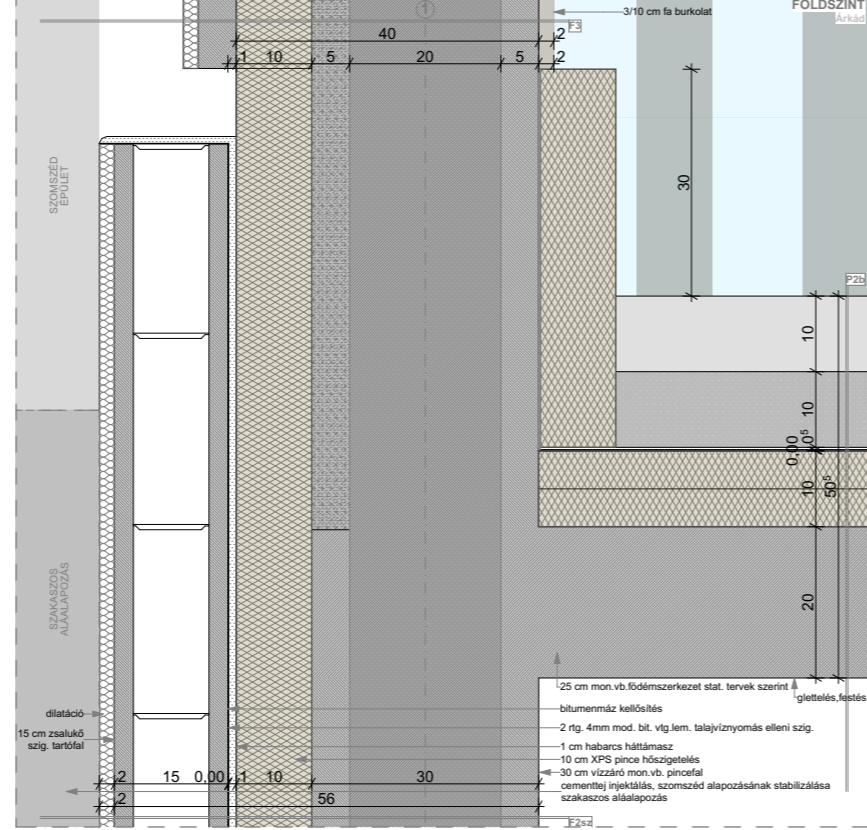 FÖLDSZINT
Árkád
1
3/10 cm fa burkolat
F3
40
2
1
10
5
20
5
2
SZOMSZÉD
ÉPÜLET
30
P2b
10
10
0,00
0⁵
10
50⁵
20
SZAKASZOS
ALÁALAPOZÁS
25 cm mon.vb.födémszerkezet stat. tervek szerint
glettelés,festés
dilatáció
bitumenmáz kellősítés
15 cm zsalukő
szig. tartófal
2 rtg. 4mm mod. bit. vtg.lem. talajvíznyomás elleni szig.
1 cm habarcs háttámasz
10 cm XPS pince hőszigetelés
30 cm vízzáró mon.vb. pincefal
cementtej injektálás, szomszéd alapozásának stabilizálása
szakaszos aláalapozás
2
15
0,00
1
10
30
2
56
F2sz